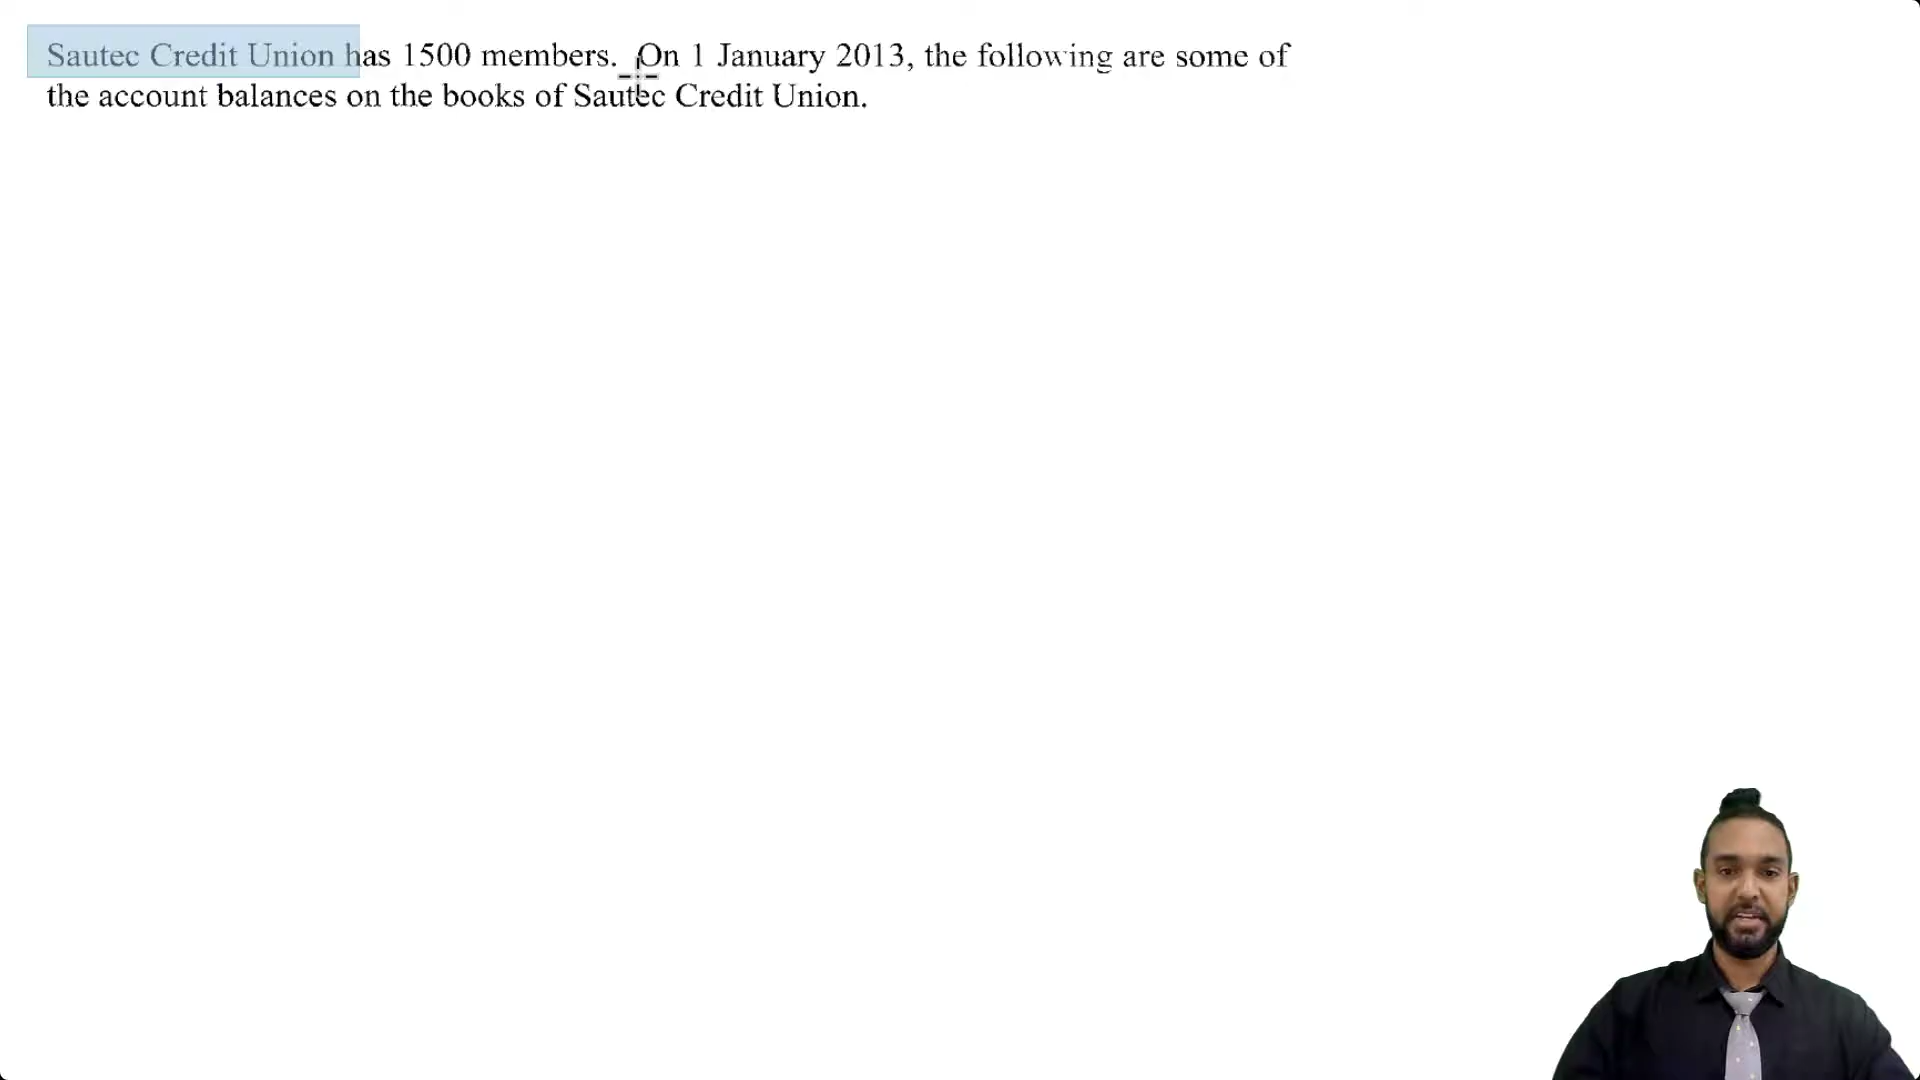 Sautec Credit Union has 1500 members. On 1 January 2013, the following are some of
the account balances on the books of Sautec Credit Union.